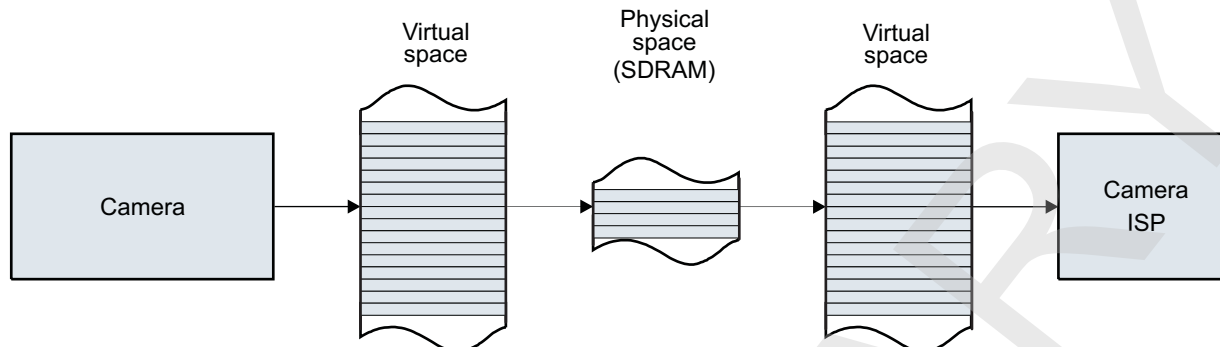 Virtual
space
Physical
space
(SDRAM)
Virtual
space
Camera
Camera
ISP